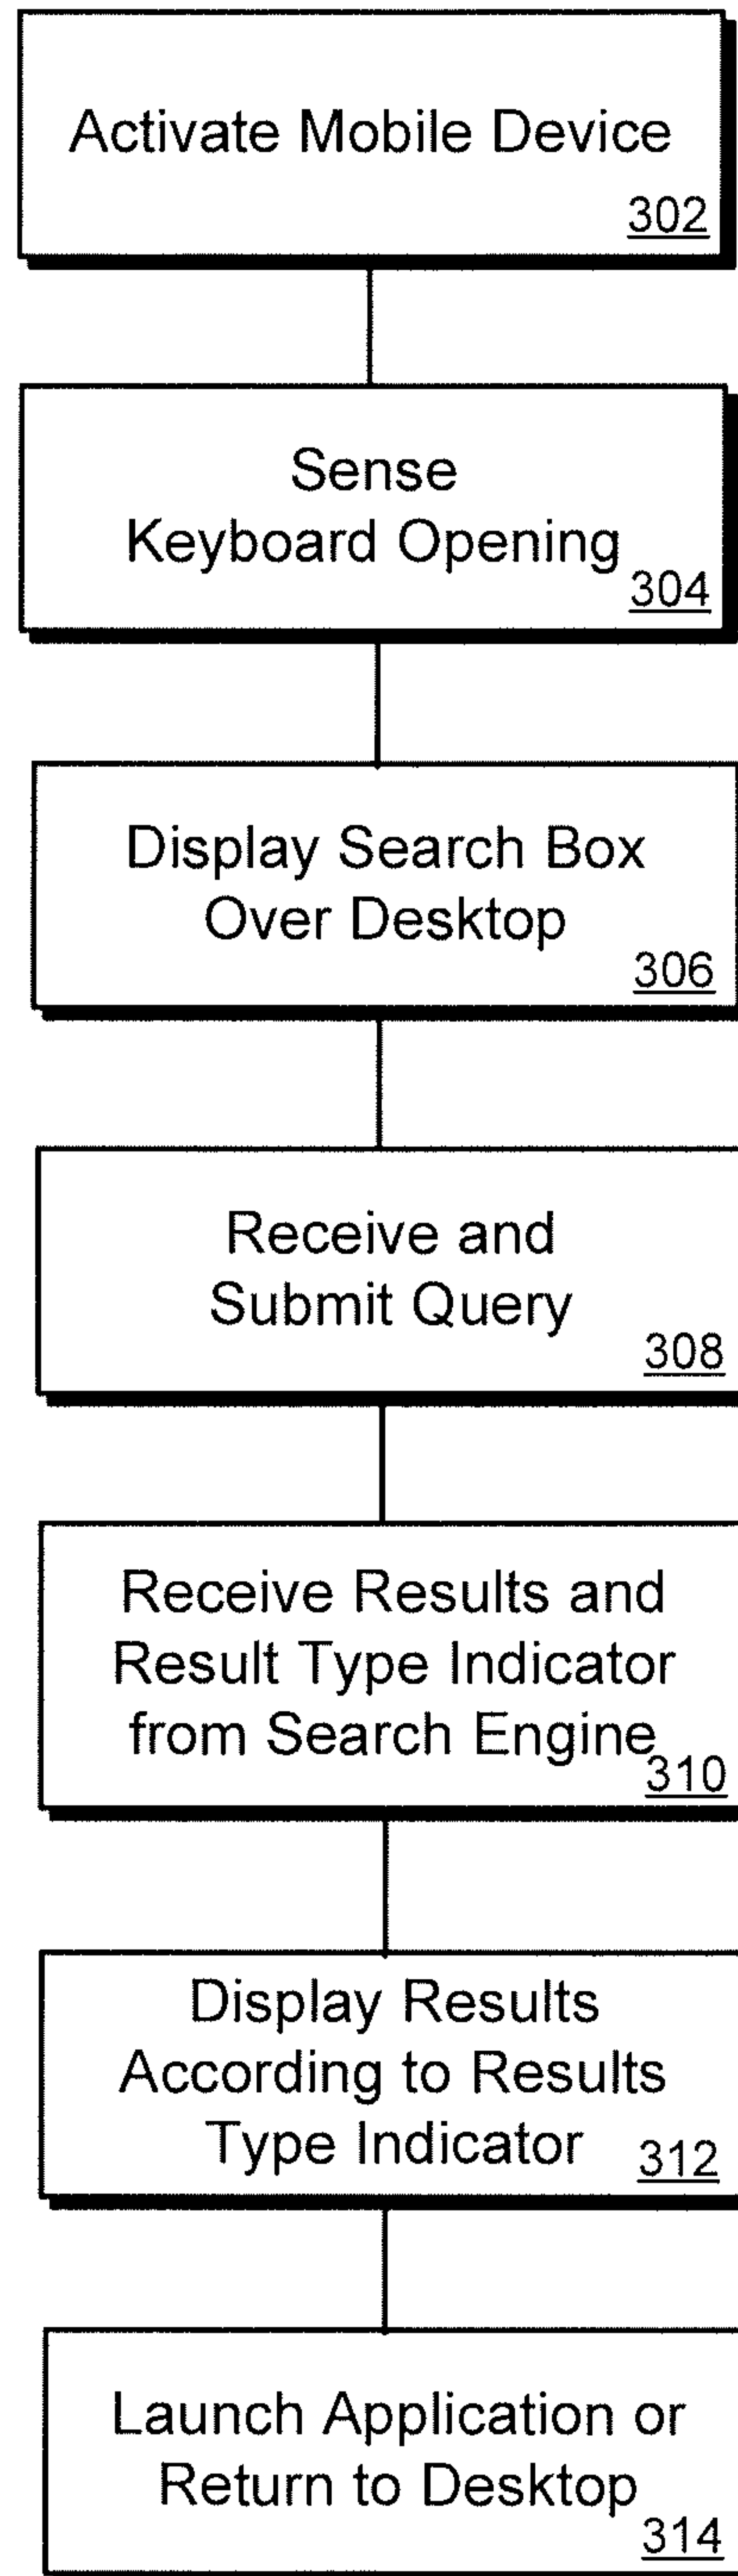 Activate Mobile Device
302
Sense
Keyboard Opening
304
Display Search Box
Over Desktop
306
Receive and
Submit Query
308
Receive Results and
Result Type Indicator
from Search Engine
310
Display Results
According to Results
Type Indicator
312
Launch Application or
Return to Desktop
314